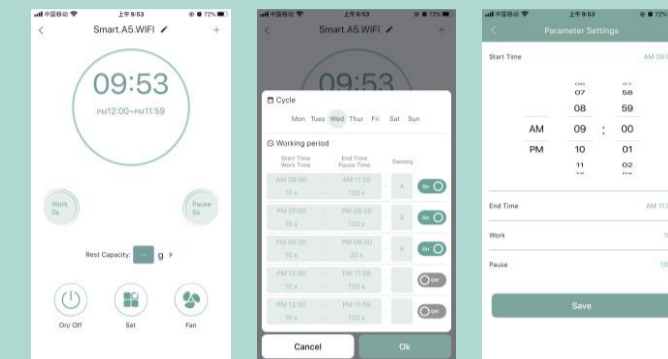 中国移动 上午 9:53 72%
Smart.A5.WIFI
09:53
PM12:00~PM11:59
Work
0s
Pause
0s
Rest Capacity: -- g
On/ Off Set Fan
中国移动 上午 9:53 72%
Smart.A5.WIFI
09:53
Cycle
Mon Tues Wed Thur Fri Sat Sun
Working period
Start Time End Time Density
Work Time Pause Time
AM 09:00 - PM 11:59 - A On
10 s - 120 s
PM 01:00 - PM 05:30 - A On
10 s - 120 s
PM 06:30 - PM 08:30 - A On
10 s - 20 s
PM 12:00 - PM 11:59 - Off
10 s - 120 s
PM 12:00 - PM 11:59 - Off
10 s - 120 s
Cancel Ok
中国移动 上午 9:53 72%
Parameter Settings
Start Time AM 09:0
07 58
08 59
AM 09 : 00
PM 10 01
11 02
End Time
Work
Pause
Save